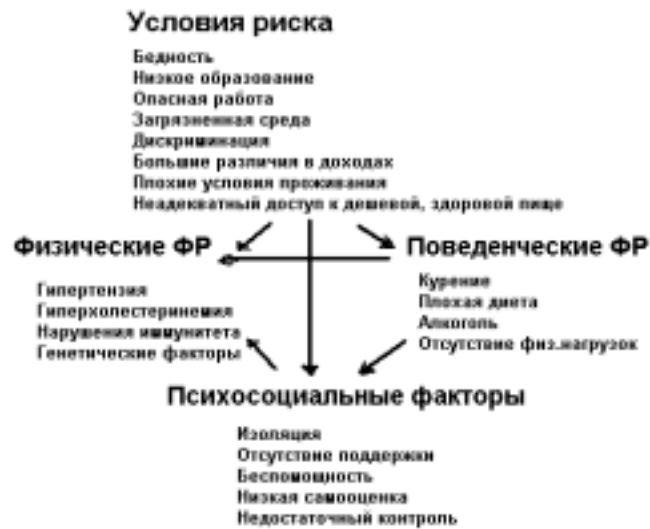 Условия риска
Бедность
Низкое образование
Опасная работа
Загрязненная среда
Дискриминация
Большие различия в доходах
Плохие условия проживания
Неадекватный доступ к дешевой, здоровой пище
Физические ФР
Гипертензия
Гиперхолестеринемия
Нарушения иммунитета
Генетические факторы
Поведенческие ФР
Курение
Плохая диета
Алкоголь
Отсутствие физ.нагрузок
Психосоциальные факторы
Изоляция
Отсутствие поддержки
Беспомощность
Низкая самооценка
Недостаточный контроль